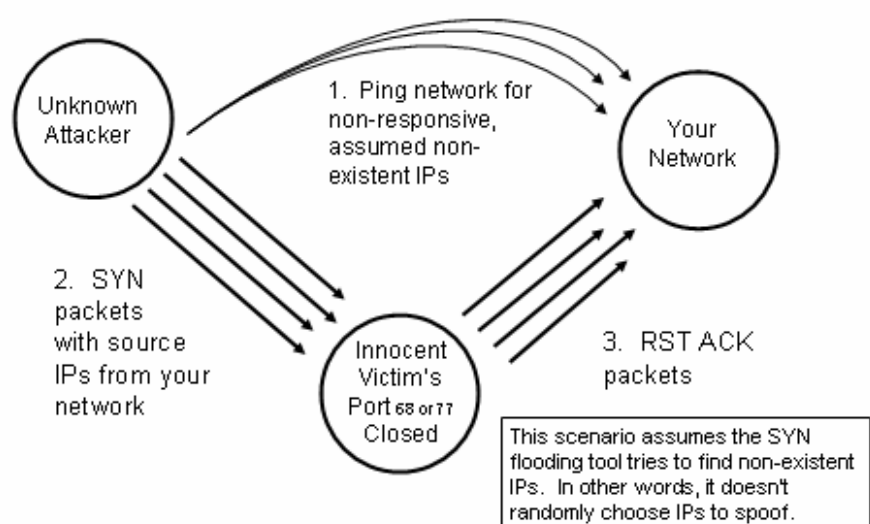 Unknown
Attacker
1. Ping network for
non-responsive,
assumed non-
existent IPs
Your
Network
2. SYN
packets
with source
IPs from your
network
Innocent
Victim's
Port 68 or 77
Closed
3. RST ACK
packets
This scenario assumes the SYN
flooding tool tries to find non-existent
IPs. In other words, it doesn't
randomly choose IPs to spoof.